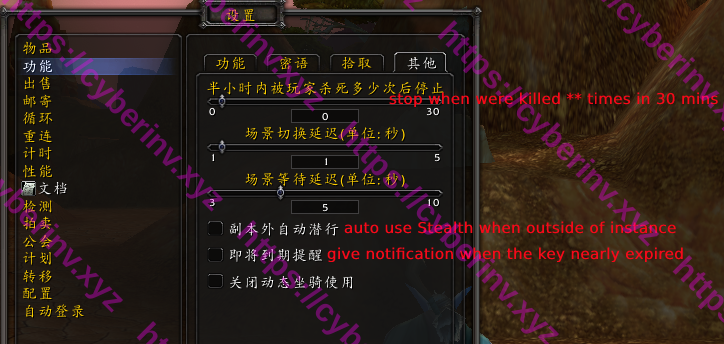 设置
物品
功能
出售
邮寄
循环
重连
计时
性能
文档
检测
拍卖
公会
计划
转移
配置
自动登录
功能 密语 拾取 其他
半小时内被玩家杀死多少次后停止
stop when were killed ** times in 30 mins
0 0 30
场景切换延迟(单位:秒)
1 1 5
场景等待延迟(单位:秒)
3 5 10
副本外自动潜行 auto use Stealth when outside of instance
即将到期提醒 give notification when the key nearly expired
关闭动态坐骑使用
https://cyberinv.xyz
https://cyberinv.xyz
https://cyberinv.xyz